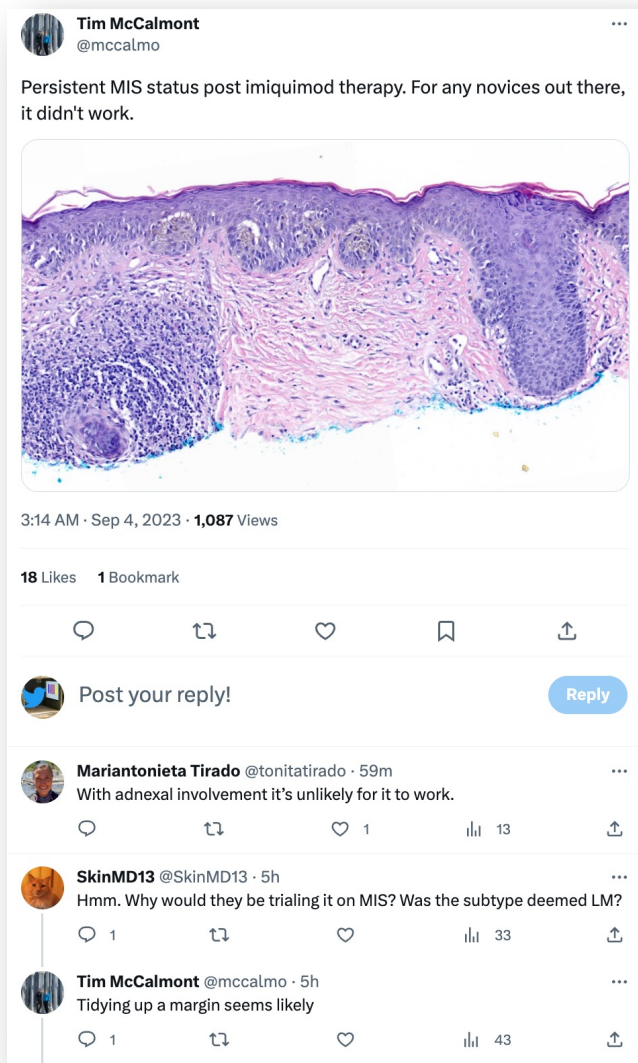 Tim McCalmont
@mccalmo
Persistent MIS status post imiquimod therapy. For any novices out there,
it didn't work.
3:14 AM · Sep 4, 2023 · 1,087 Views
18 Likes 1 Bookmark
Post your reply!
Reply
Mariantonieta Tirado @tonitatirado · 59m
With adnexal involvement it’s unlikely for it to work.
1 13
SkinMD13 @SkinMD13 · 5h
Hmm. Why would they be trialing it on MIS? Was the subtype deemed LM?
1 33
Tim McCalmont @mccalmo · 5h
Tidying up a margin seems likely
1 43